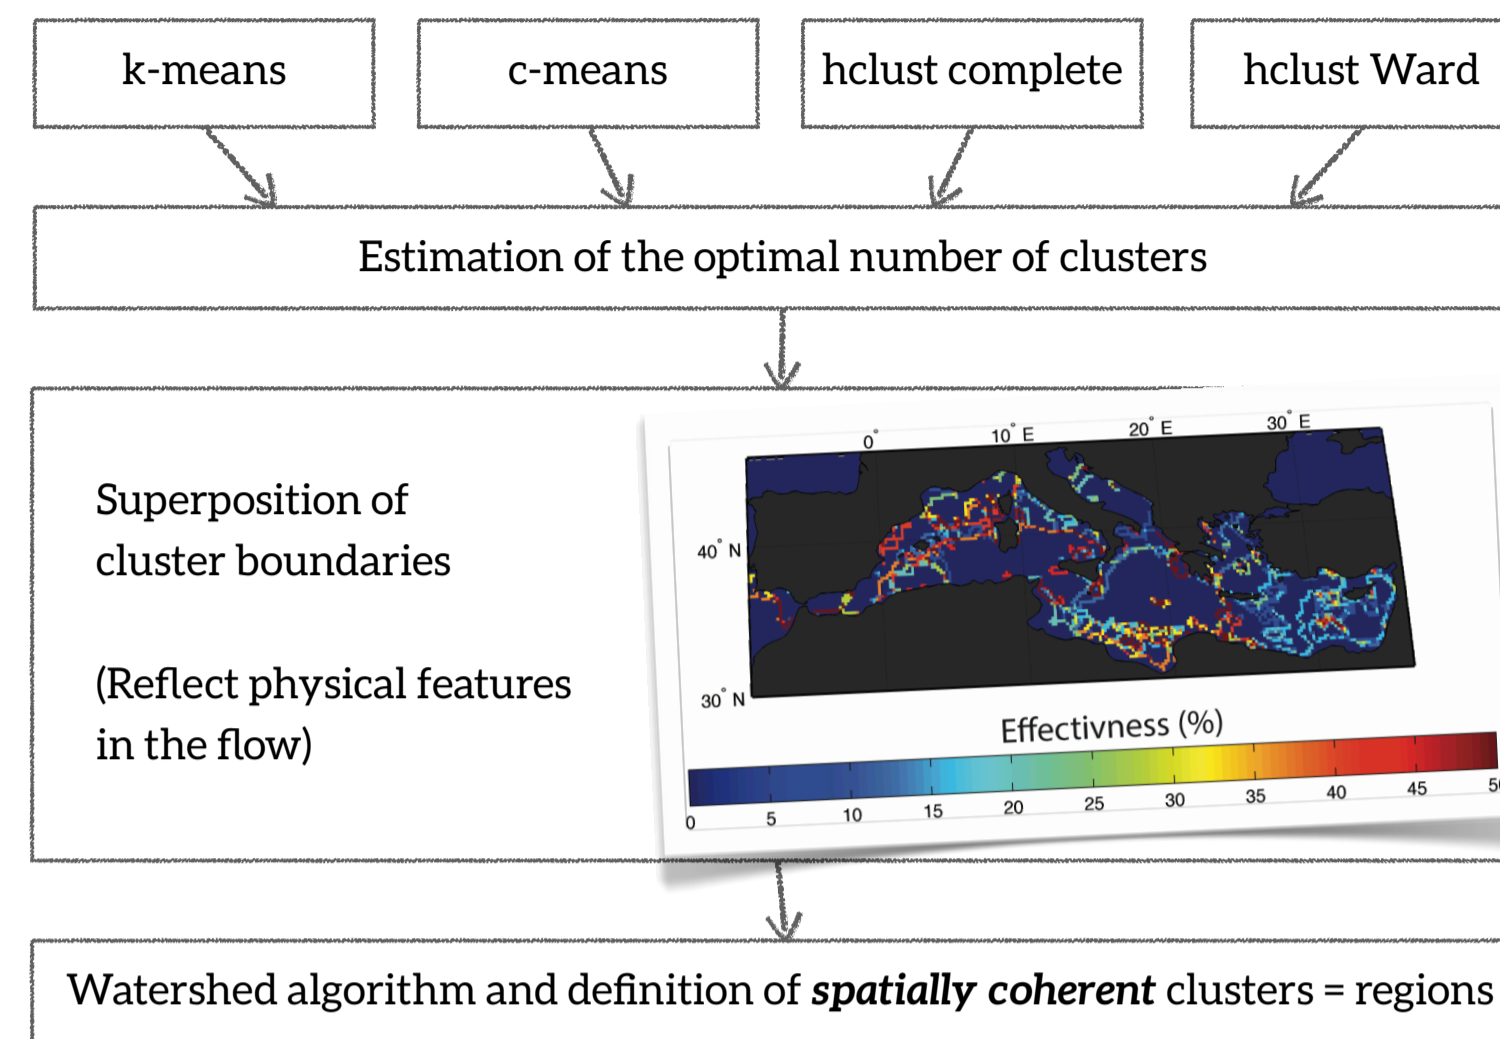 k-means
c-means
hclust complete
hclust Ward
Estimation of the optimal number of clusters
Superposition of
cluster boundaries
(Reflect physical features
in the flow)
0°
10° E
20° E
30° E
40° N
30° N
Effectivness (%)
0 5 10 15 20 25 30 35 40 45
Watershed algorithm and definition of spatially coherent clusters = regions